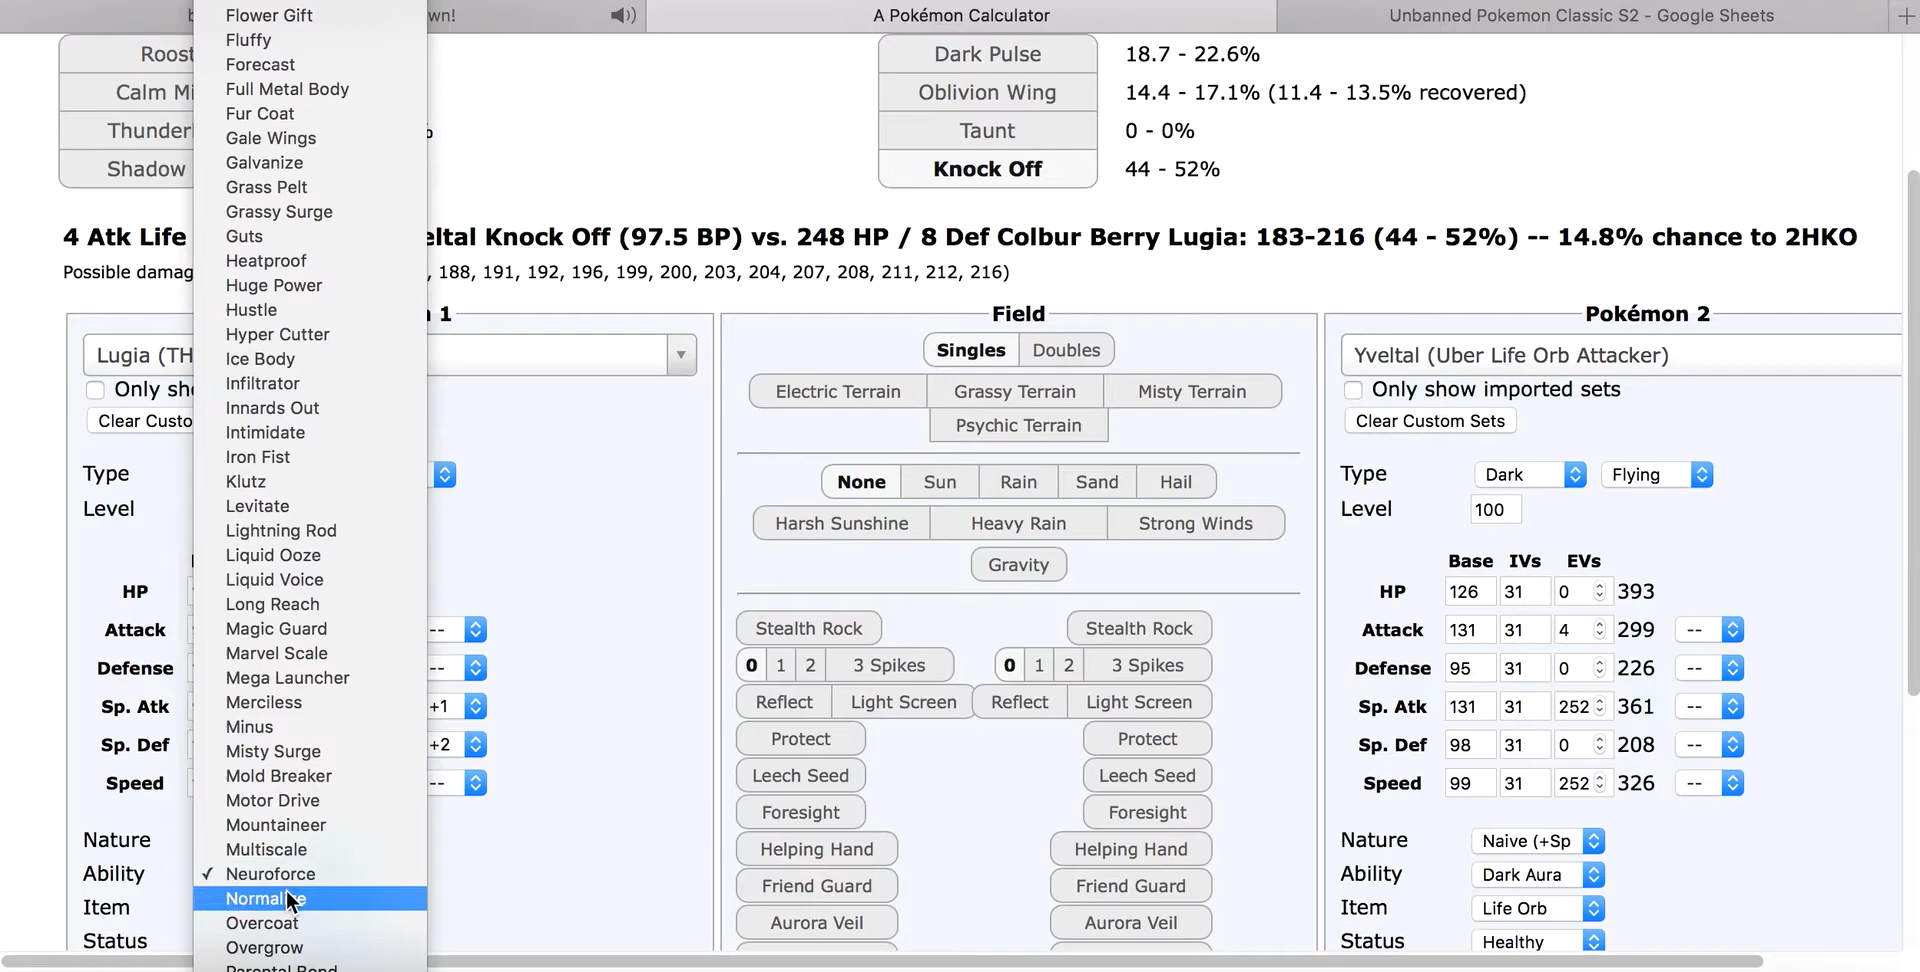 wn!
A Pokémon Calculator
Unbanned Pokemon Classic S2 - Google Sheets
Flower Gift
Fluffy
Forecast
Full Metal Body
Fur Coat
Gale Wings
Galvanize
Grass Pelt
Grassy Surge
Guts
Heatproof
Huge Power
Hustle
Hyper Cutter
Ice Body
Infiltrator
Innards Out
Intimidate
Iron Fist
Klutz
Levitate
Lightning Rod
Liquid Ooze
Liquid Voice
Long Reach
Magic Guard
Marvel Scale
Mega Launcher
Merciless
Minus
Misty Surge
Mold Breaker
Motor Drive
Mountaineer
Multiscale
✓ Neuroforce
Overcoat
Overgrow
Roost
Calm Mi
Thunder
Shadow
Dark Pulse 18.7 - 22.6%
Oblivion Wing 14.4 - 17.1% (11.4 - 13.5% recovered)
Taunt 0 - 0%
Knock Off 44 - 52%
4 Atk Life eltal Knock Off (97.5 BP) vs. 248 HP / 8 Def Colbur Berry Lugia: 183-216 (44 - 52%) -- 14.8% chance to 2HKO
Possible damag , 188, 191, 192, 196, 199, 200, 203, 204, 207, 208, 211, 212, 216)
1
Lugia (TH
Only sh
Clear Custo
Type
Level
HP
Attack --
Defense --
Sp. Atk +1
Sp. Def +2
Speed --
Nature
Ability
Item
Status
Field
Singles Doubles
Electric Terrain Grassy Terrain Misty Terrain
Psychic Terrain
None Sun Rain Sand Hail
Harsh Sunshine Heavy Rain Strong Winds
Gravity
Stealth Rock Stealth Rock
0 1 2 3 Spikes 0 1 2 3 Spikes
Reflect Light Screen Reflect Light Screen
Protect Protect
Leech Seed Leech Seed
Foresight Foresight
Helping Hand Helping Hand
Friend Guard Friend Guard
Aurora Veil Aurora Veil
Pokémon 2
Yveltal (Uber Life Orb Attacker)
Only show imported sets
Clear Custom Sets
Type Dark Flying
Level 100
Base IVs EVs
HP 126 31 0 393
Attack 131 31 4 299 --
Defense 95 31 0 226 --
Sp. Atk 131 31 252 361 --
Sp. Def 98 31 0 208 --
Speed 99 31 252 326 --
Nature Naive (+Sp
Ability Dark Aura
Item Life Orb
Status Healthy